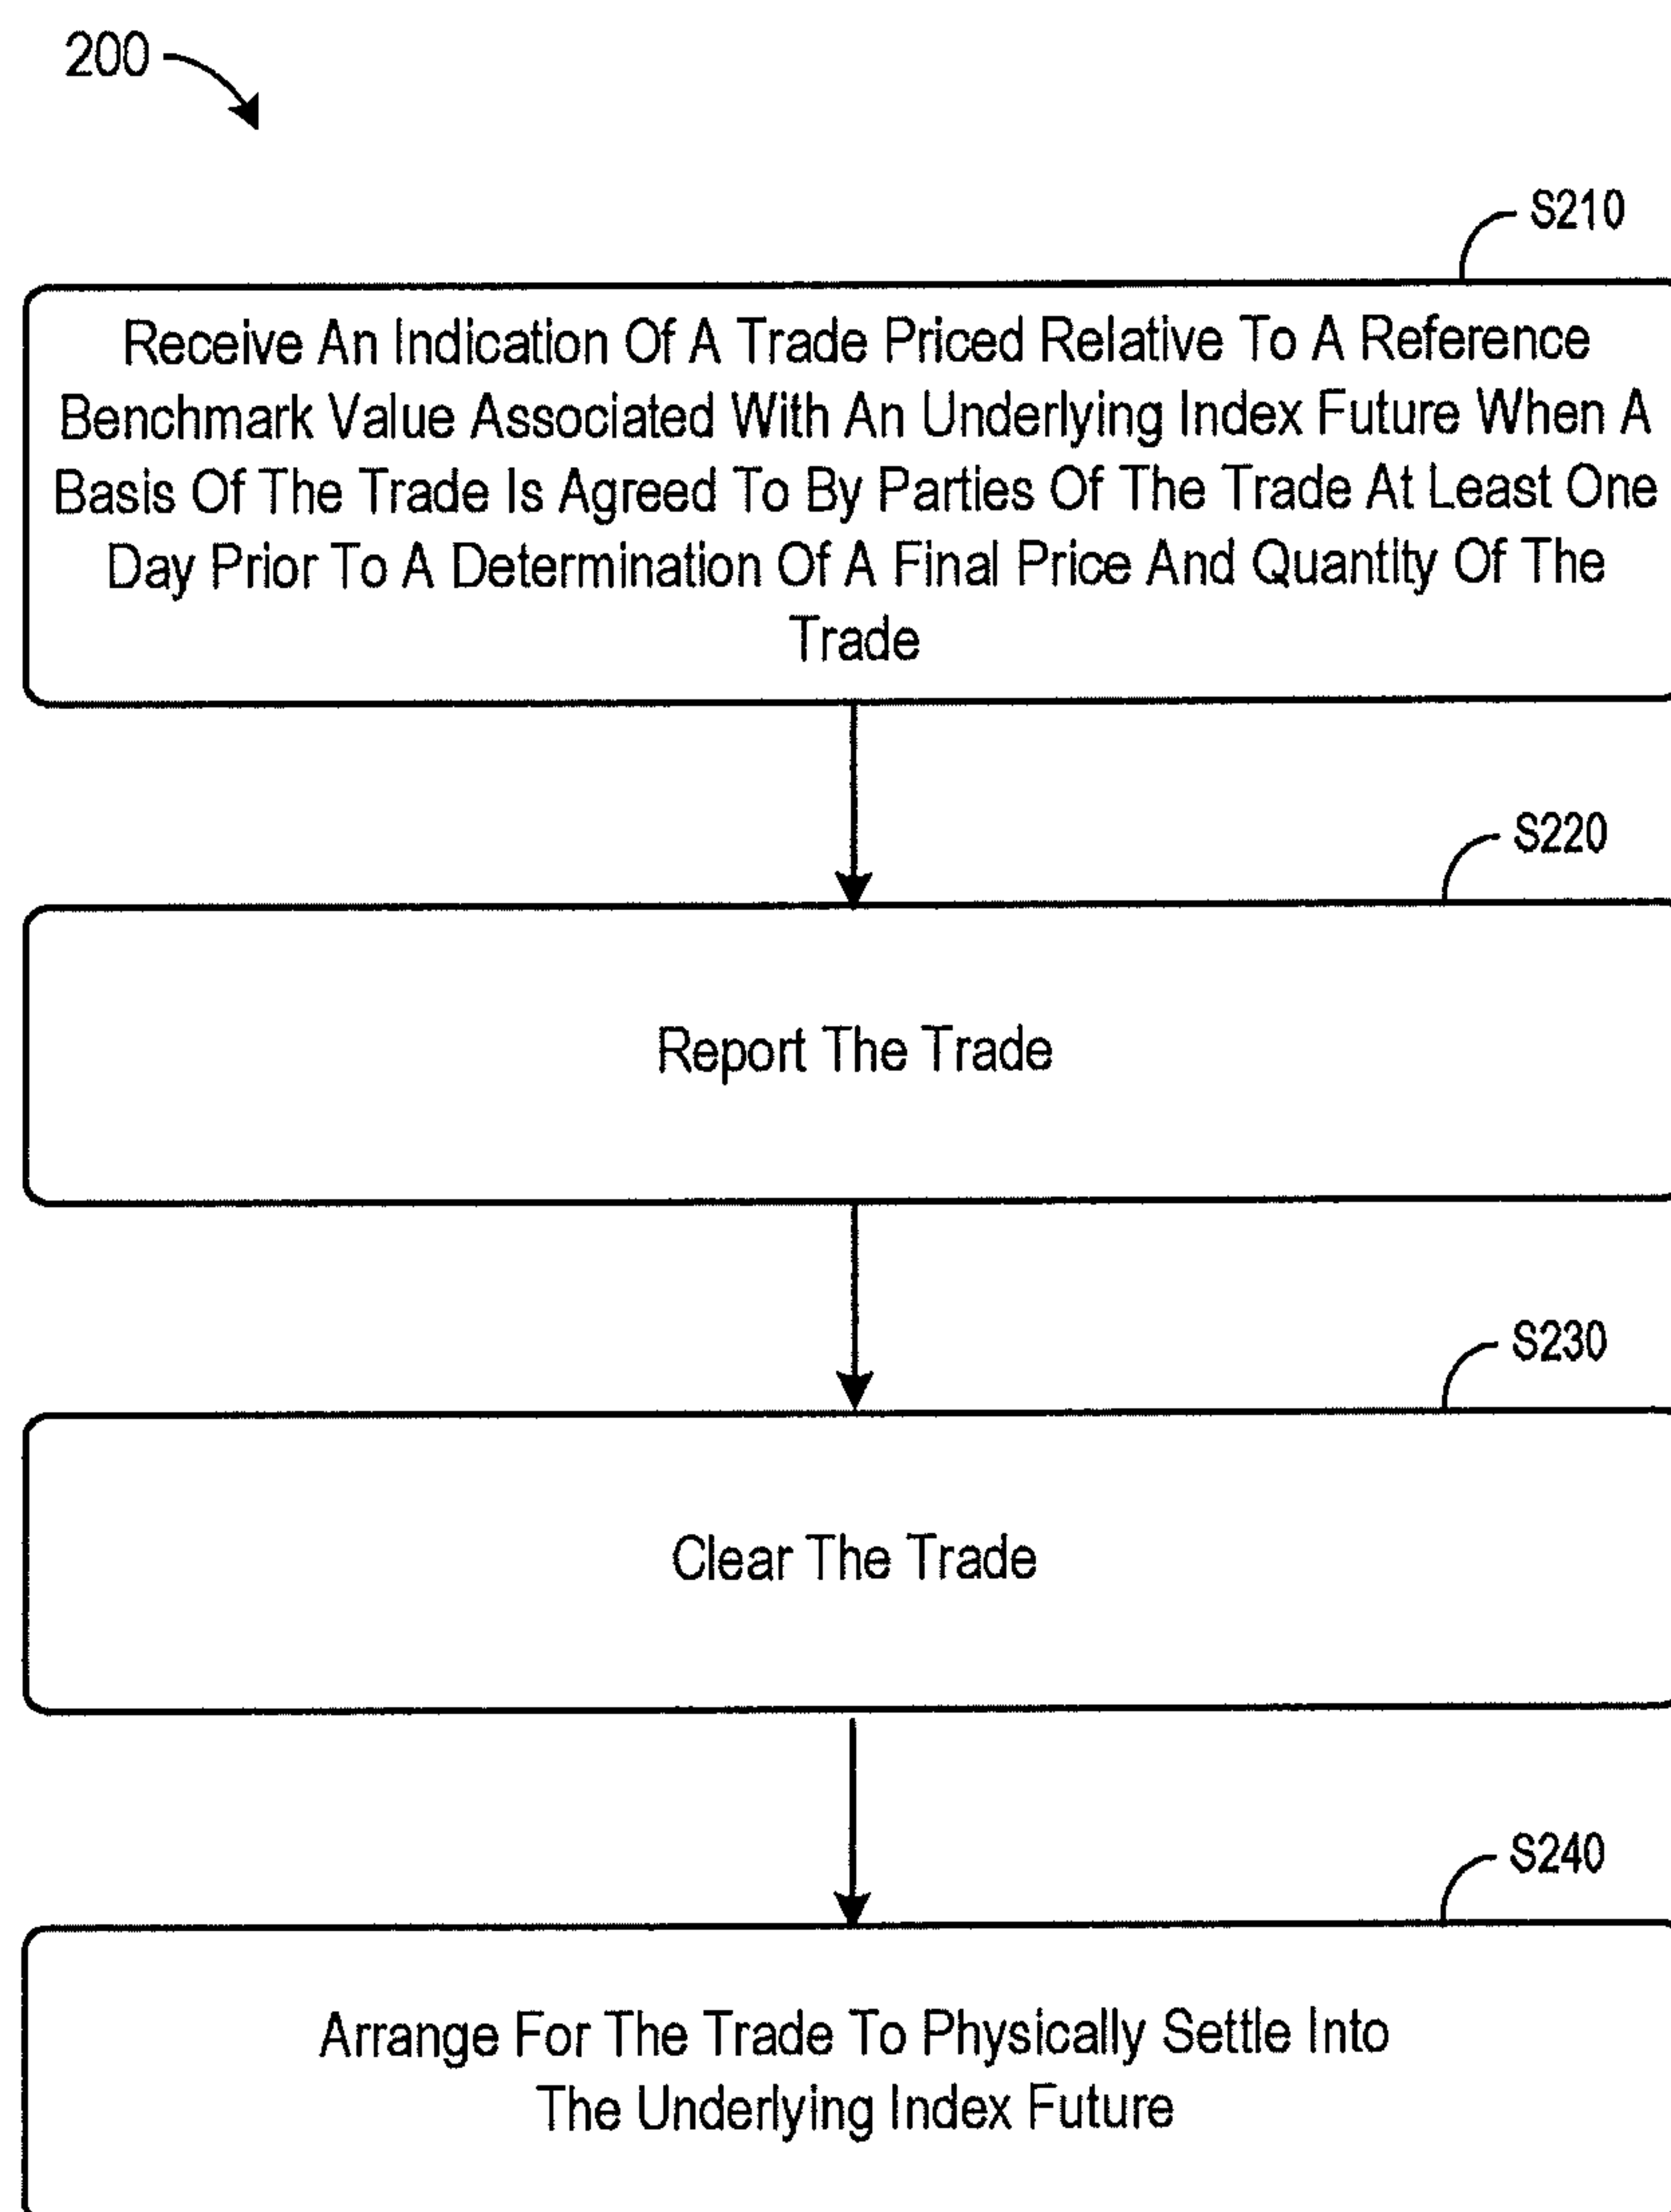 200
S210
Receive An Indication Of A Trade Priced Relative To A Reference
Benchmark Value Associated With An Underlying Index Future When A
Basis Of The Trade Is Agreed To By Parties Of The Trade At Least One
Day Prior To A Determination Of A Final Price And Quantity Of The
Trade
S220
Report The Trade
S230
Clear The Trade
S240
Arrange For The Trade To Physically Settle Into
The Underlying Index Future